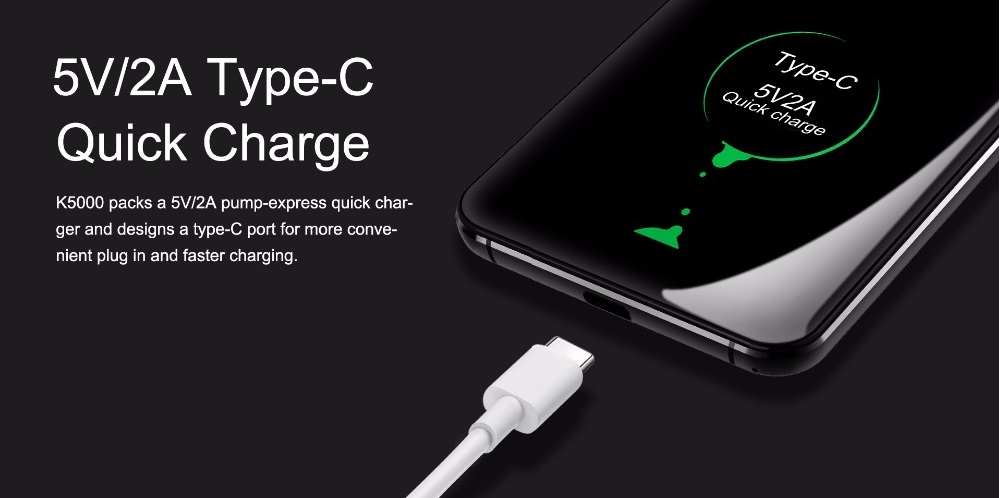 5V/2A Type-C
Quick Charge
K5000 packs a 5V/2A pump-express quick char-
ger and designs a type-C port for more conve-
nient plug in and faster charging.
Type-C
5V2A
Quick charge